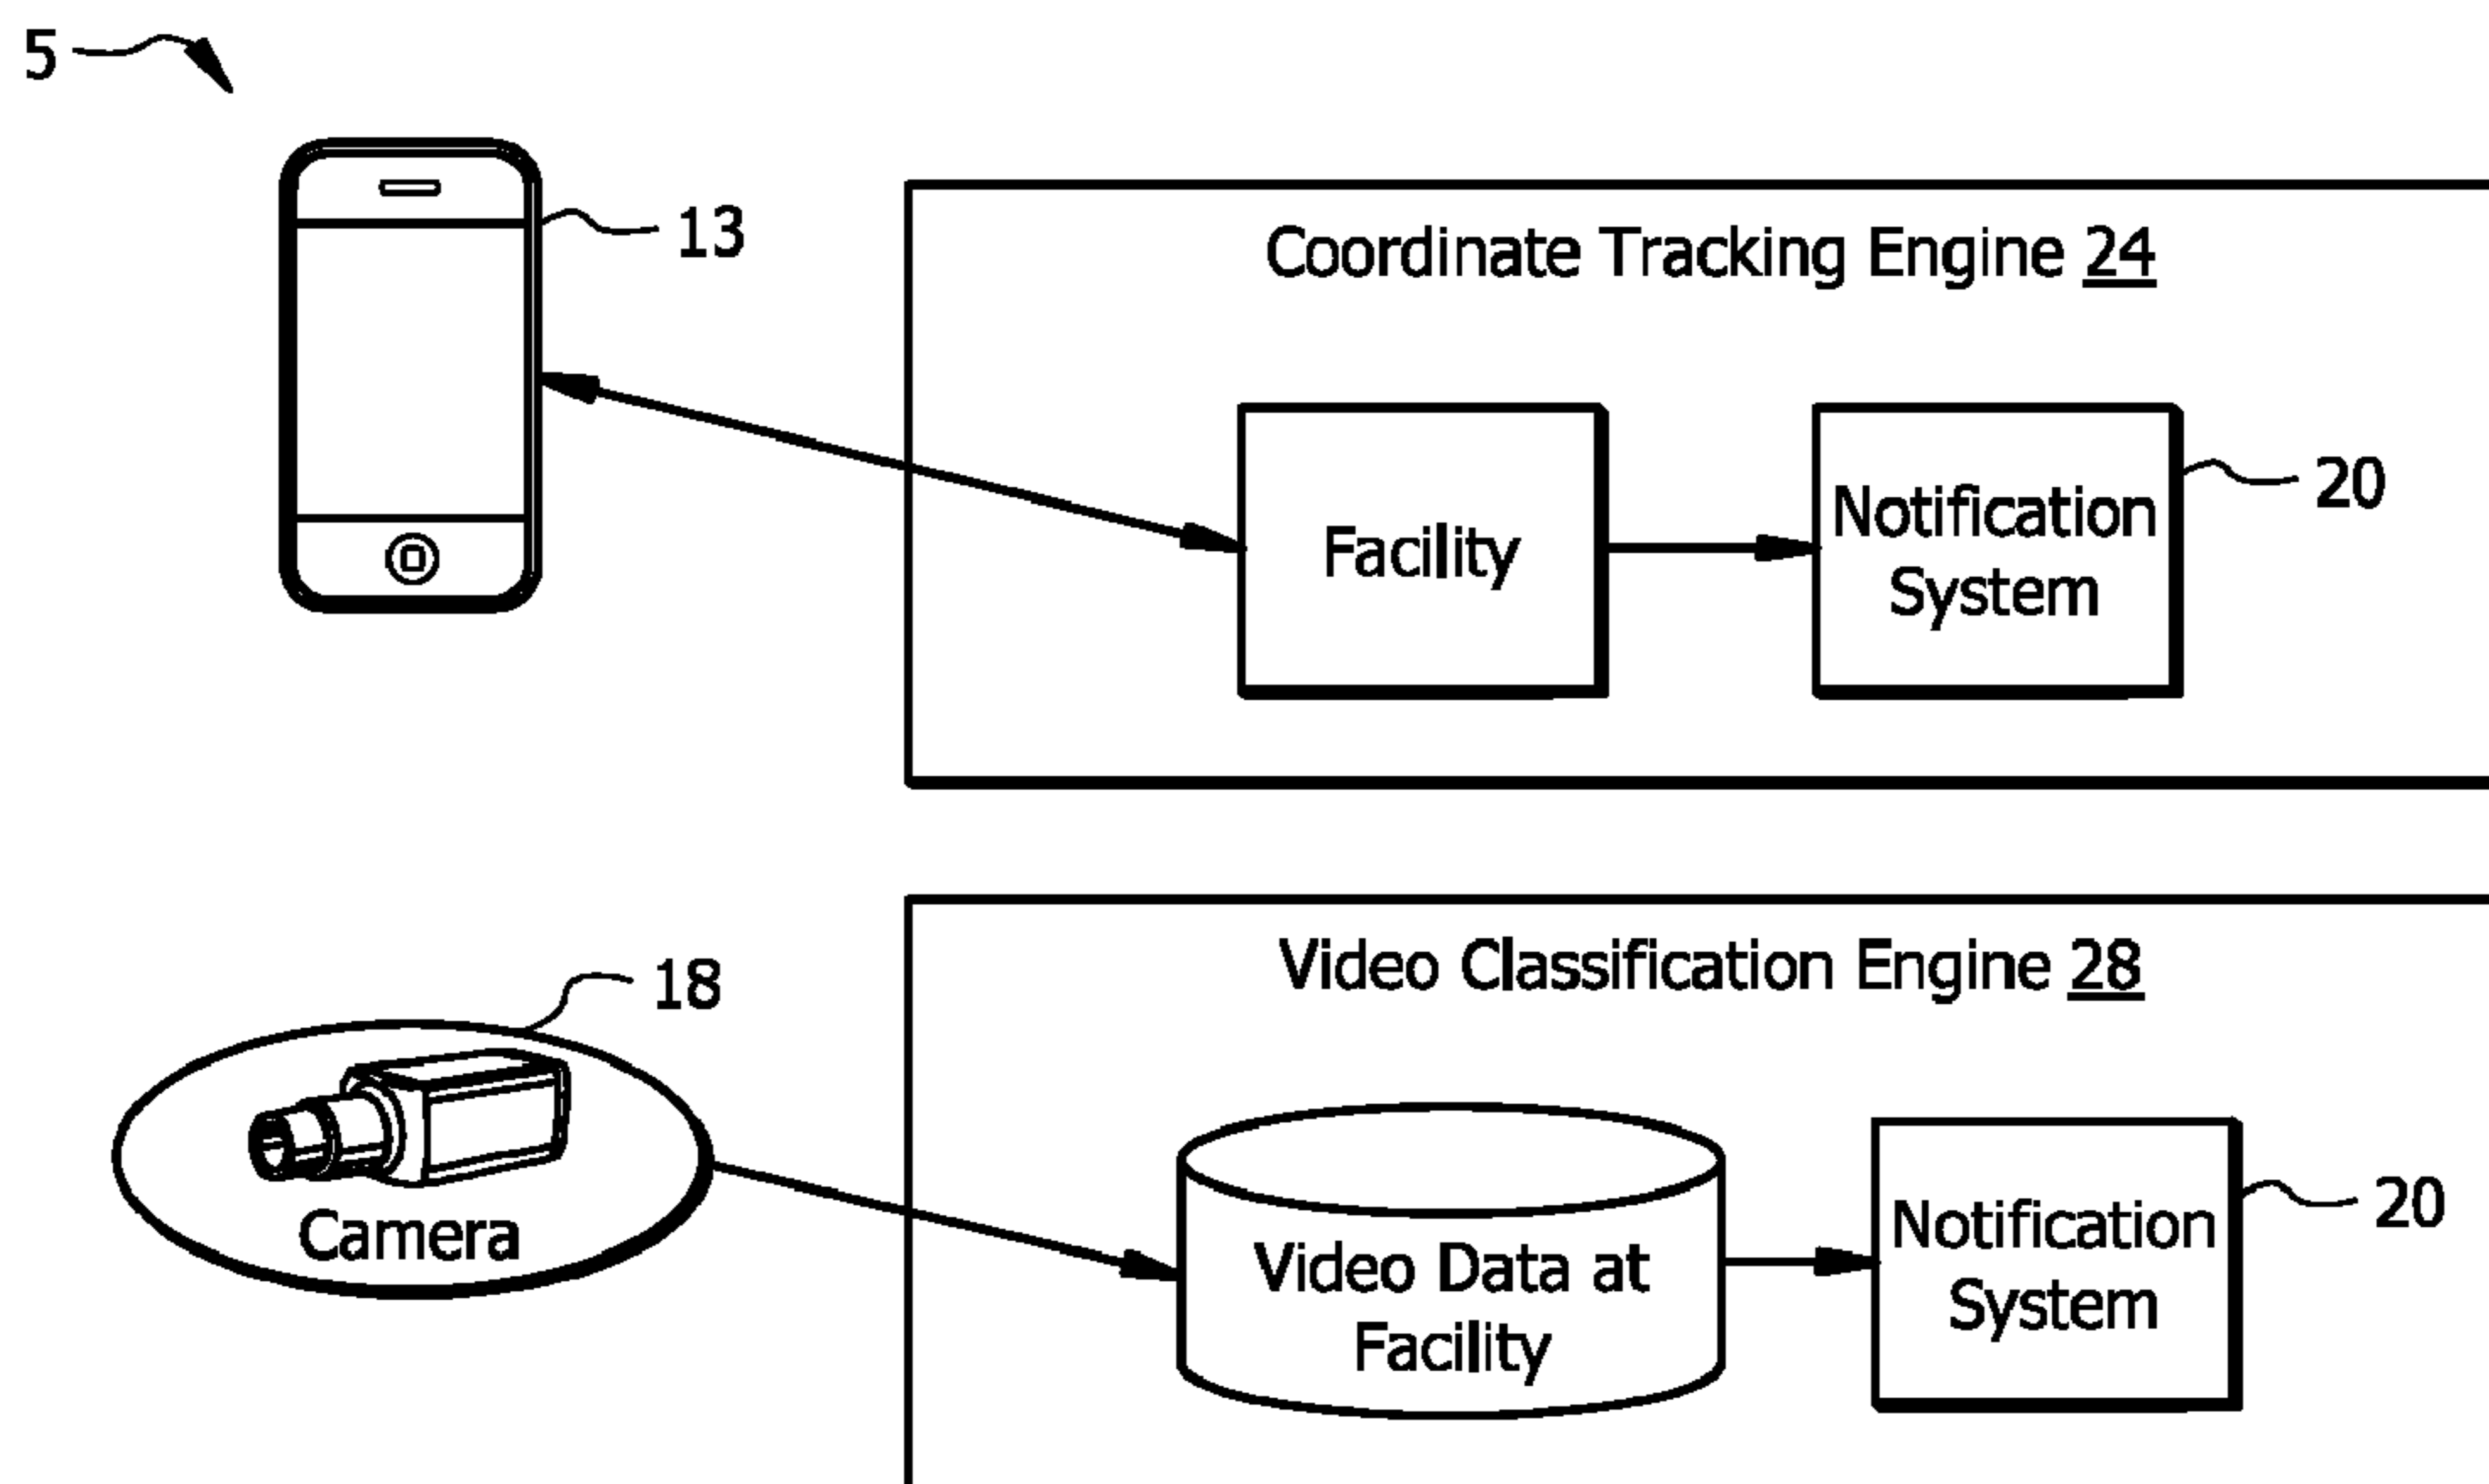 5
13
Coordinate Tracking Engine 24
Facility
Notification
System
20
18
Camera
Video Classification Engine 28
Video Data at
Facility
Notification
System
20